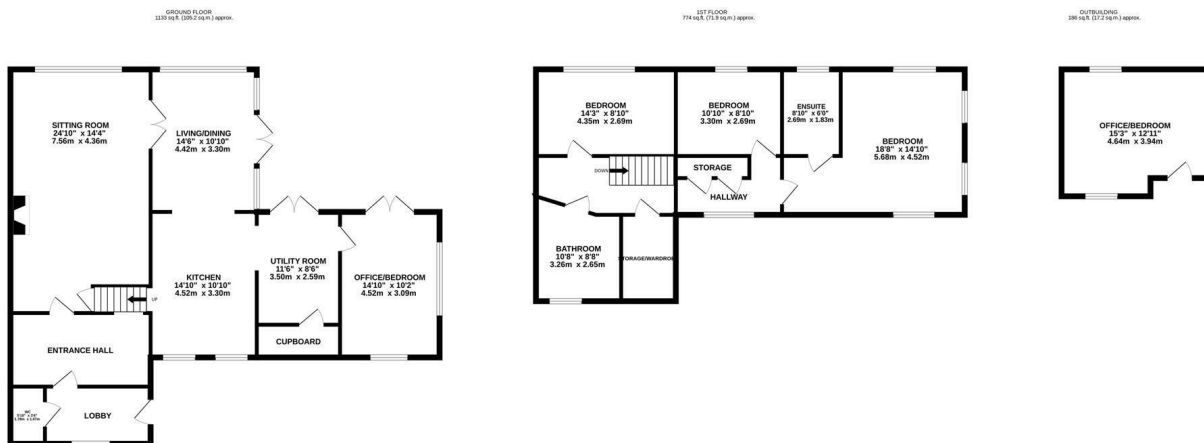 GROUND FLOOR
1133 sq.ft. (105.2 sq.m.) approx.
SITTING ROOM
24'10" x 14'4"
7.56m x 4.36m
LIVING/DINING
14'6" x 10'10"
4.42m x 3.30m
KITCHEN
14'10" x 10'10"
4.52m x 3.30m
UTILITY ROOM
11'6" x 8'6"
3.50m x 2.59m
OFFICE/BEDROOM
14'10" x 10'2"
4.52m x 3.09m
UP
CUPBOARD
ENTRANCE HALL
LOBBY
WC
1ST FLOOR
774 sq.ft. (71.9 sq.m.) approx.
BEDROOM
14'3" x 8'10"
4.35m x 2.69m
BEDROOM
10'10" x 8'10"
3.30m x 2.69m
ENSUITE
8'10" x 6'0"
2.69m x 1.83m
BEDROOM
18'8" x 14'10"
5.68m x 4.52m
DOWN
STORAGE
HALLWAY
BATHROOM
10'8" x 8'8"
3.26m x 2.65m
STORAGE/WARDROBE
OUTBUILDING
186 sq.ft. (17.2 sq.m.) approx.
OFFICE/BEDROOM
15'3" x 12'11"
4.64m x 3.94m